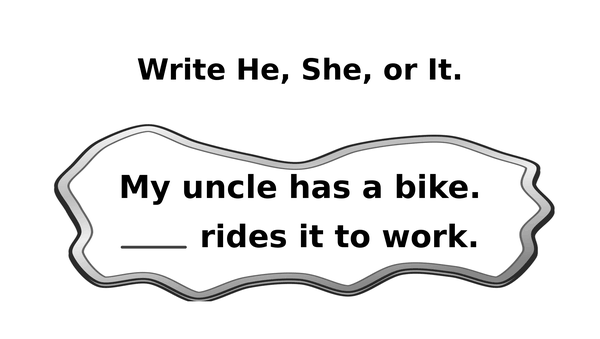 Write He, She, or It.
My uncle has a bike.
____ rides it to work.